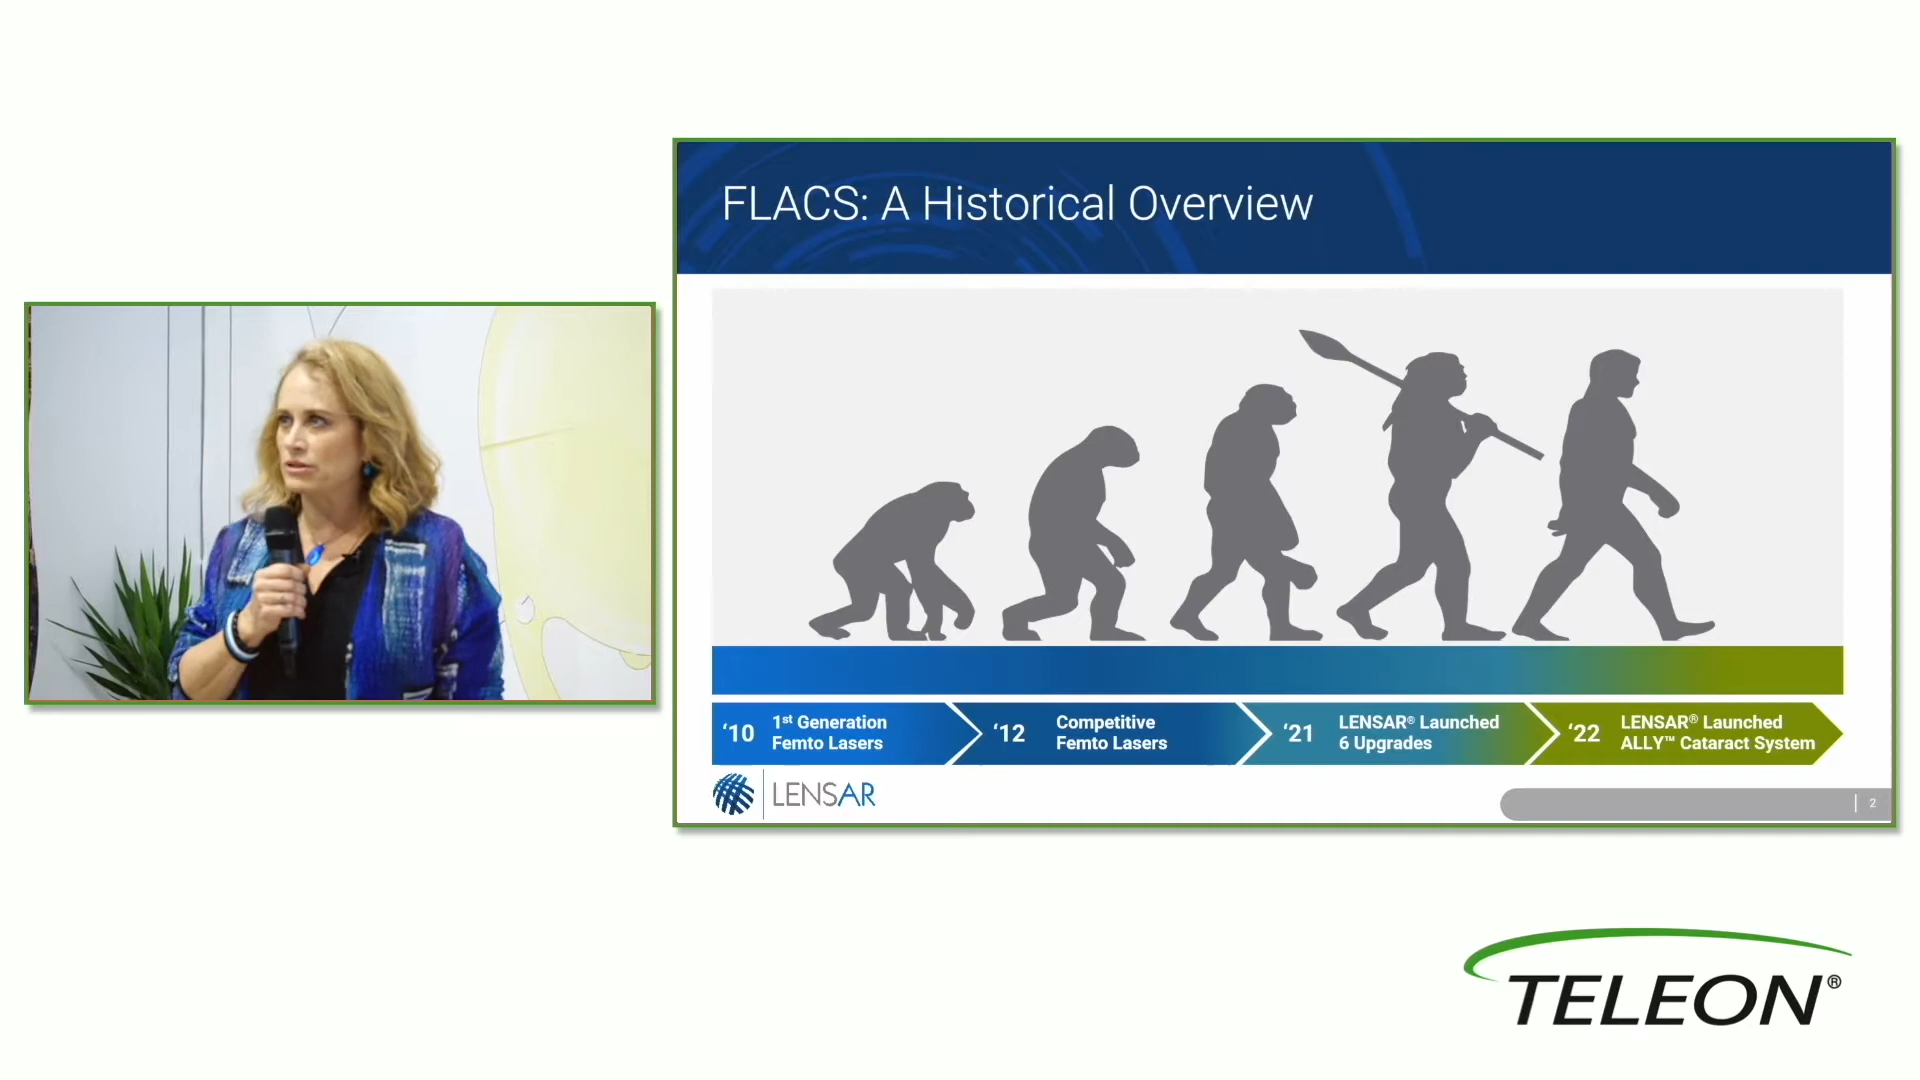 FLACS: A Historical Overview
‘10
1st Generation
Femto Lasers
‘12
Competitive
Femto Lasers
‘21
LENSAR® Launched
6 Upgrades
‘22
LENSAR® Launched
ALLY™ Cataract System
LENSAR
2
TELEON®